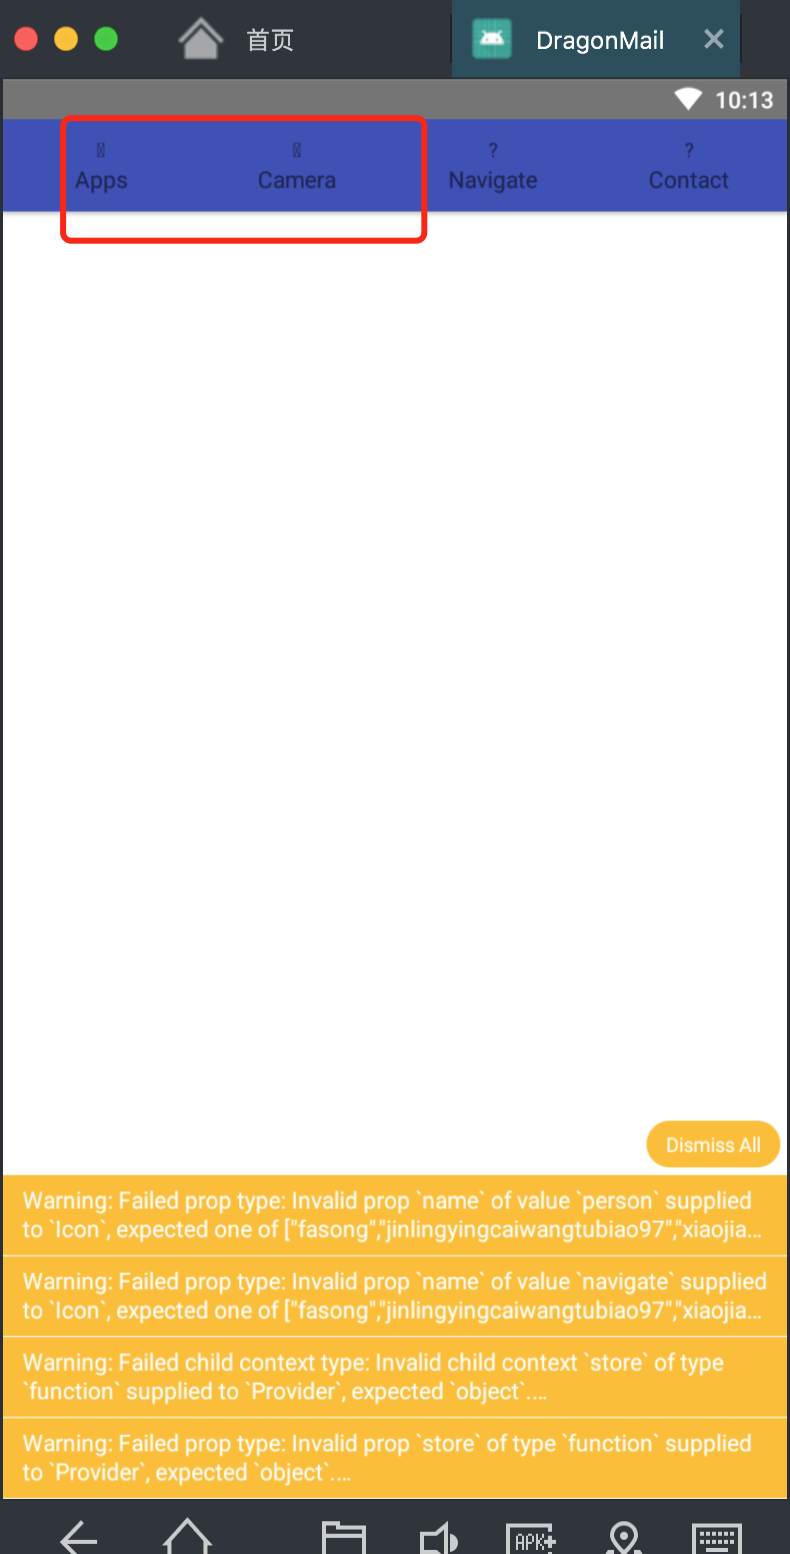 首页
DragonMail
10:13
? ?
Apps Camera Navigate Contact
Dismiss All
Warning: Failed prop type: Invalid prop `name` of value `person` supplied
to `Icon`, expected one of ["fasong","jinlingyingcaiwangtubiao97","xiaojia...
Warning: Failed prop type: Invalid prop `name` of value `navigate` supplied
to `Icon`, expected one of ["fasong","jinlingyingcaiwangtubiao97","xiaojia...
Warning: Failed child context type: Invalid child context `store` of type
`function` supplied to `Provider`, expected `object`....
Warning: Failed prop type: Invalid prop `store` of type `function` supplied
to `Provider`, expected `object`....
APK+